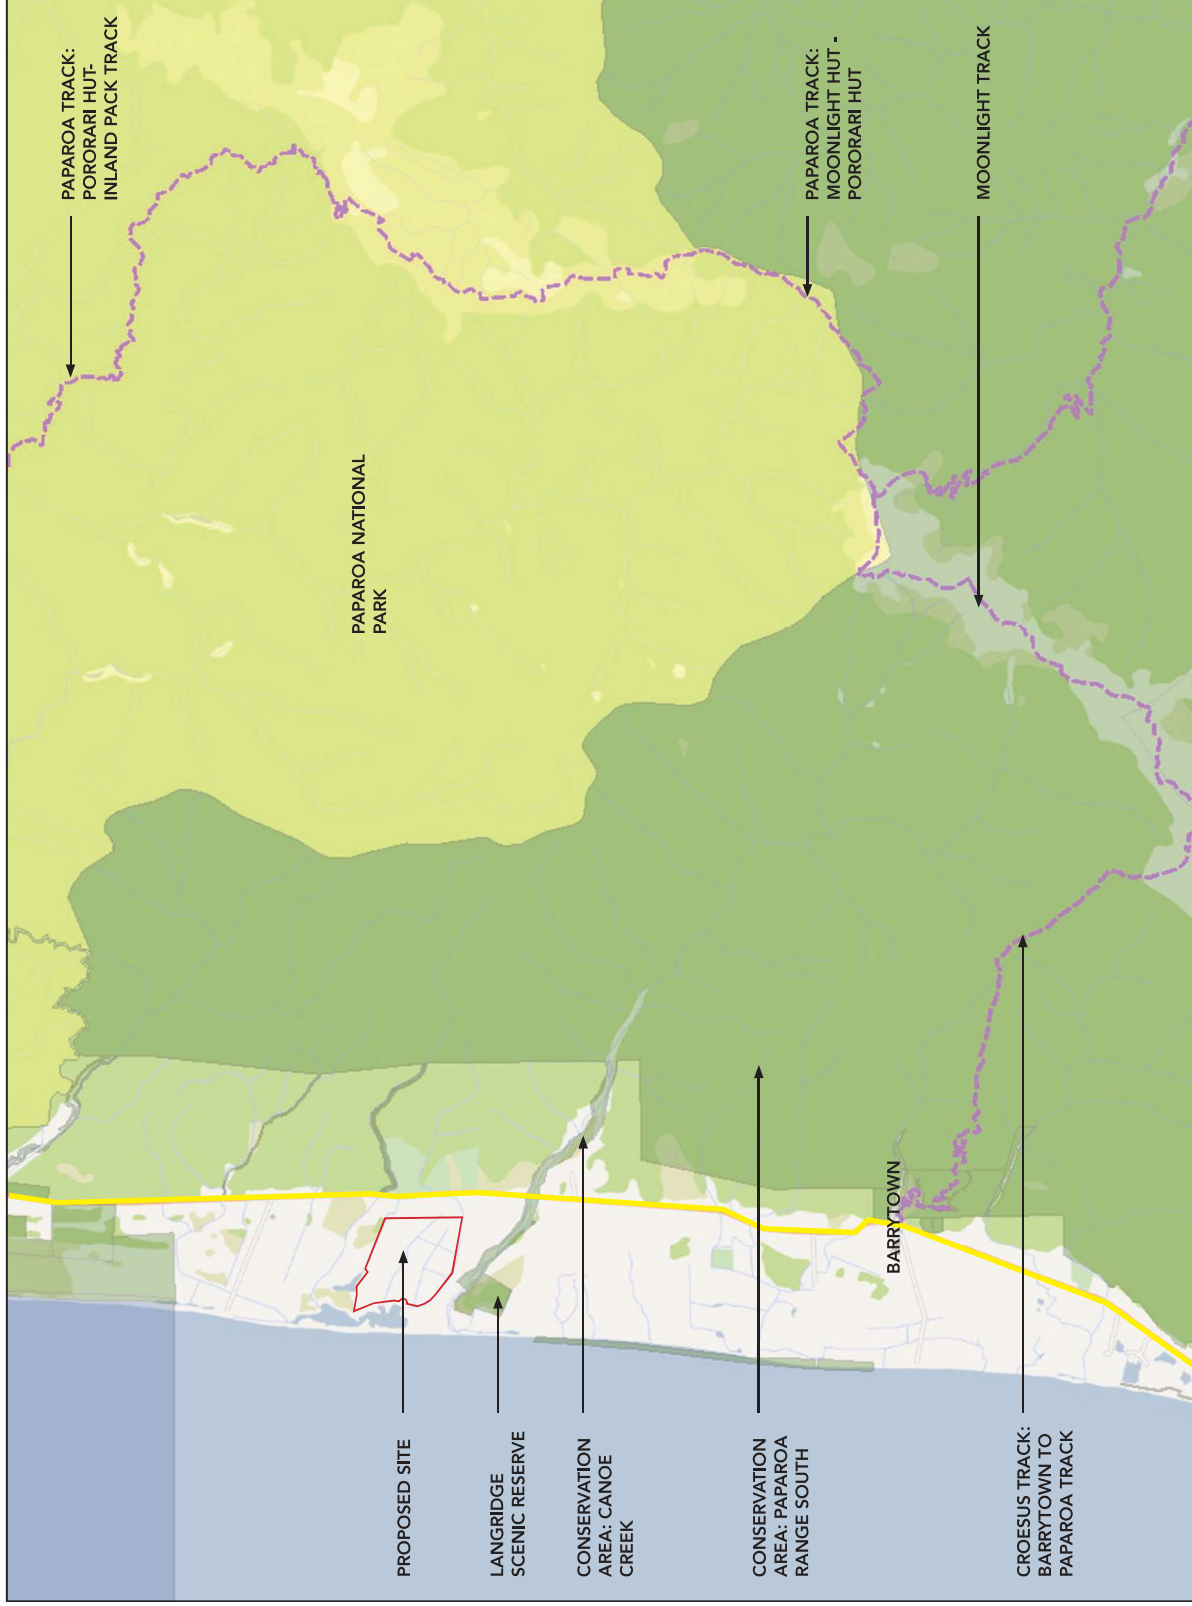 PAPAROA TRACK:
PORORARI HUT-
INLAND PACK TRACK
PAPAROA TRACK:
MOONLIGHT HUT -
PORORARI HUT
MOONLIGHT TRACK
PAPAROA NATIONAL
PARK
BARRYTOWN
PROPOSED SITE
LANGRIDGE
SCENIC RESERVE
CONSERVATION
AREA: CANOE
CREEK
CONSERVATION
AREA: PAPAROA
RANGE SOUTH
CROESUS TRACK:
BARRYTOWN TO
PAPAROA TRACK